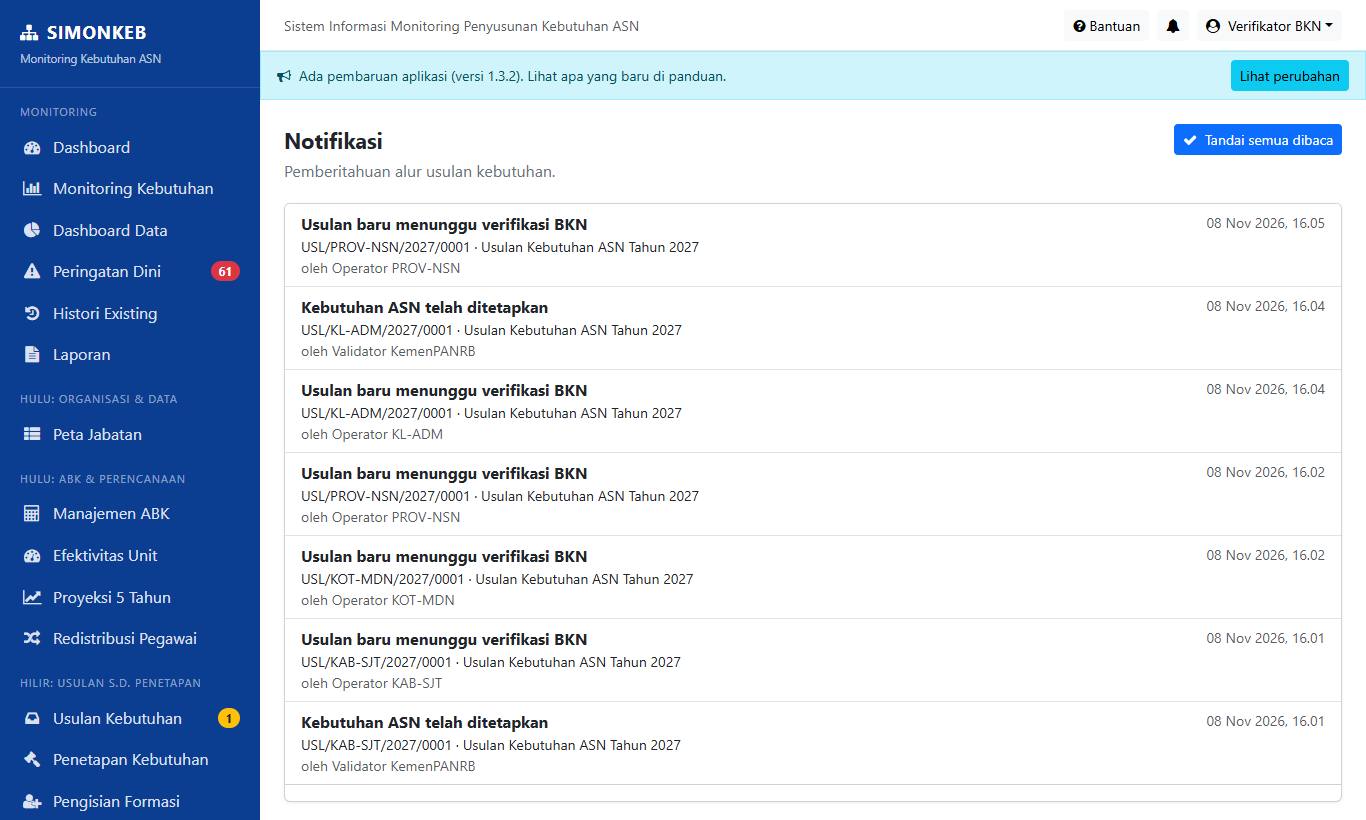 SIMONKEB
Monitoring Kebutuhan ASN
MONITORING
Dashboard
Monitoring Kebutuhan
Dashboard Data
Peringatan Dini 61
Histori Existing
Laporan
HULU: ORGANISASI & DATA
Peta Jabatan
HULU: ABK & PERENCANAAN
Manajemen ABK
Efektivitas Unit
Proyeksi 5 Tahun
Redistribusi Pegawai
HILIR: USULAN S.D. PENETAPAN
Usulan Kebutuhan 1
Penetapan Kebutuhan
Pengisian Formasi
Sistem Informasi Monitoring Penyusunan Kebutuhan ASN
Bantuan
Verifikator BKN
Ada pembaruan aplikasi (versi 1.3.2). Lihat apa yang baru di panduan.
Lihat perubahan
Notifikasi
Tandai semua dibaca
Pemberitahuan alur usulan kebutuhan.
Usulan baru menunggu verifikasi BKN 08 Nov 2026, 16.05
USL/PROV-NSN/2027/0001 · Usulan Kebutuhan ASN Tahun 2027
oleh Operator PROV-NSN
Kebutuhan ASN telah ditetapkan 08 Nov 2026, 16.04
USL/KL-ADM/2027/0001 · Usulan Kebutuhan ASN Tahun 2027
oleh Validator KemenPANRB
Usulan baru menunggu verifikasi BKN 08 Nov 2026, 16.04
USL/KL-ADM/2027/0001 · Usulan Kebutuhan ASN Tahun 2027
oleh Operator KL-ADM
Usulan baru menunggu verifikasi BKN 08 Nov 2026, 16.02
USL/PROV-NSN/2027/0001 · Usulan Kebutuhan ASN Tahun 2027
oleh Operator PROV-NSN
Usulan baru menunggu verifikasi BKN 08 Nov 2026, 16.02
USL/KOT-MDN/2027/0001 · Usulan Kebutuhan ASN Tahun 2027
oleh Operator KOT-MDN
Usulan baru menunggu verifikasi BKN 08 Nov 2026, 16.01
USL/KAB-SJT/2027/0001 · Usulan Kebutuhan ASN Tahun 2027
oleh Operator KAB-SJT
Kebutuhan ASN telah ditetapkan 08 Nov 2026, 16.01
USL/KAB-SJT/2027/0001 · Usulan Kebutuhan ASN Tahun 2027
oleh Validator KemenPANRB